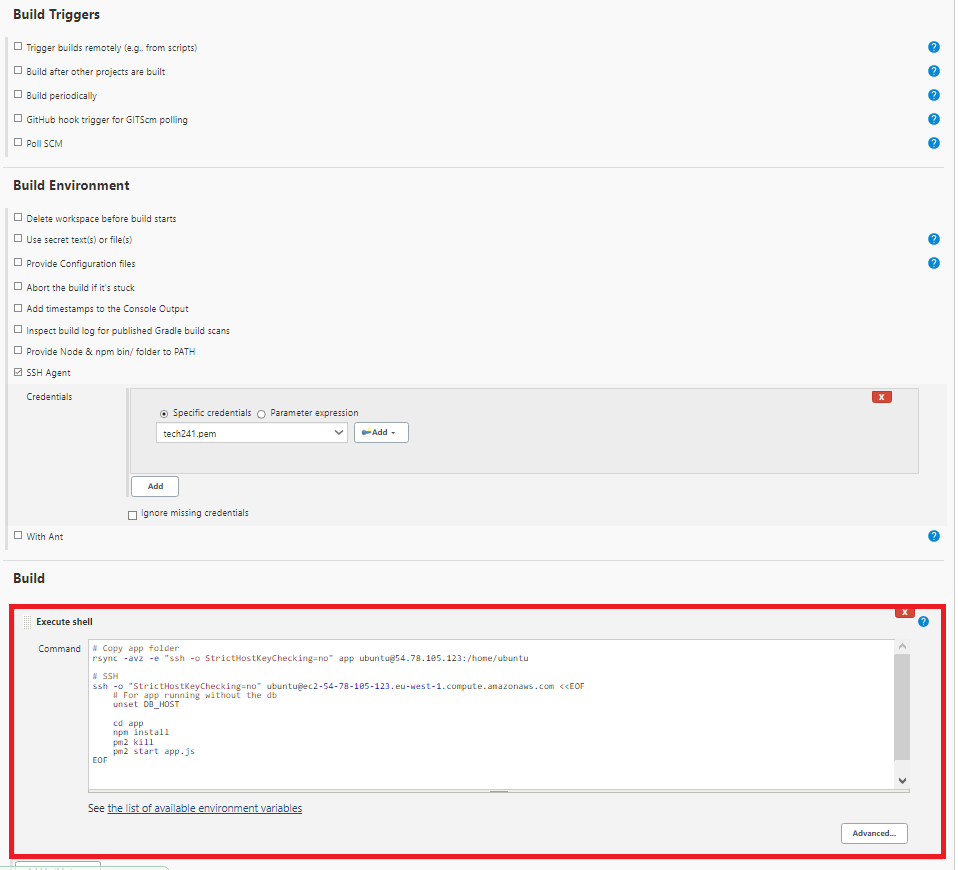 Build Triggers
Trigger builds remotely (e.g., from scripts)
?
Build after other projects are built
?
Build periodically
?
GitHub hook trigger for GITScm polling
?
Poll SCM
?
Build Environment
Delete workspace before build starts
Use secret text(s) or file(s)
?
Provide Configuration files
?
Abort the build if it's stuck
Add timestamps to the Console Output
Inspect build log for published Gradle build scans
Provide Node & npm bin/ folder to PATH
SSH Agent
Credentials
X
Specific credentials Parameter expression
tech241.pem
Add
Add
Ignore missing credentials
With Ant
?
Build
X
Execute shell
?
Command
# Copy app folder
rsync -avz -e "ssh -o StrictHostKeyChecking=no" app ubuntu@54.78.105.123:/home/ubuntu
# SSH
ssh -o "StrictHostKeyChecking=no" ubuntu@ec2-54-78-105-123.eu-west-1.compute.amazonaws.com <<EOF
# For app running without the db
unset DB_HOST
cd app
npm install
pm2 kill
pm2 start app.js
EOF
See the list of available environment variables
Advanced...